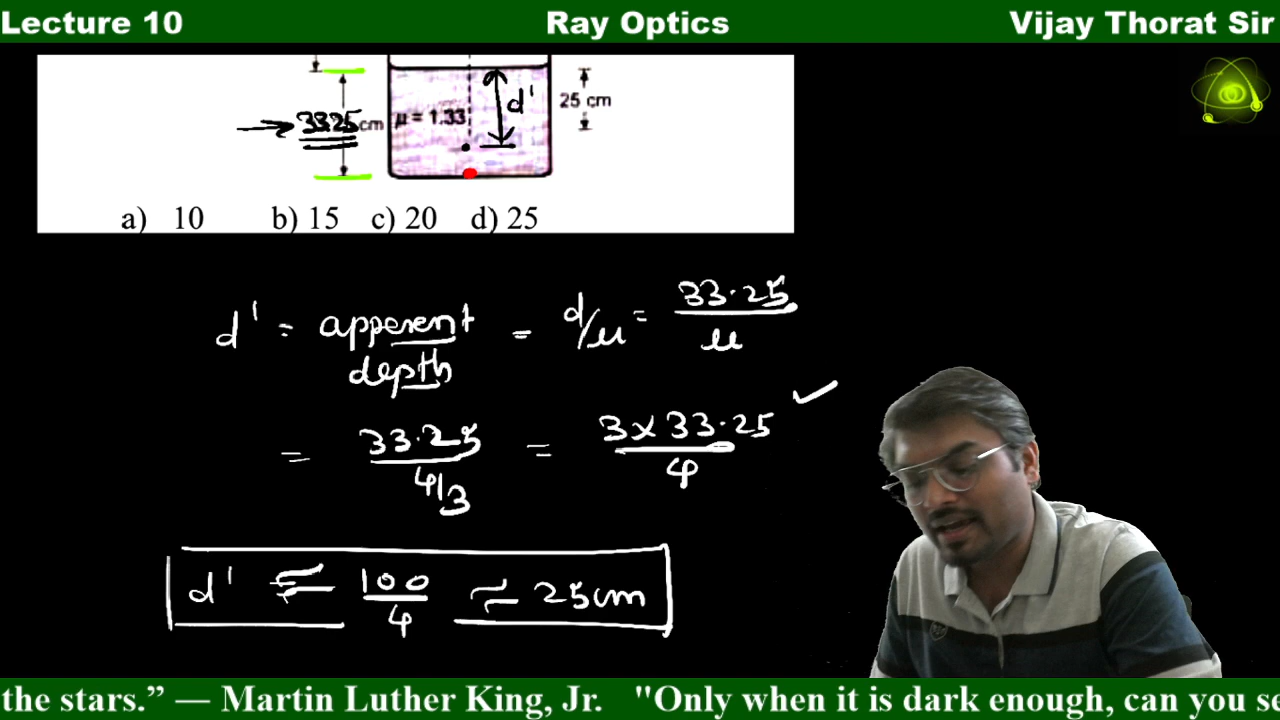 Lecture 10 Ray Optics Vijay Thorat Sir
d'
25 cm
33.25 cm μ = 1.33
a) 10 b) 15 c) 20 d) 25
d' = apperent depth = d/μ = 33.25/μ
= 33.25/4/3 = 3 x 33.25/4
d' ≈ 100/4 ≈ 25cm
the stars.” — Martin Luther King, Jr. "Only when it is dark enough, can you se